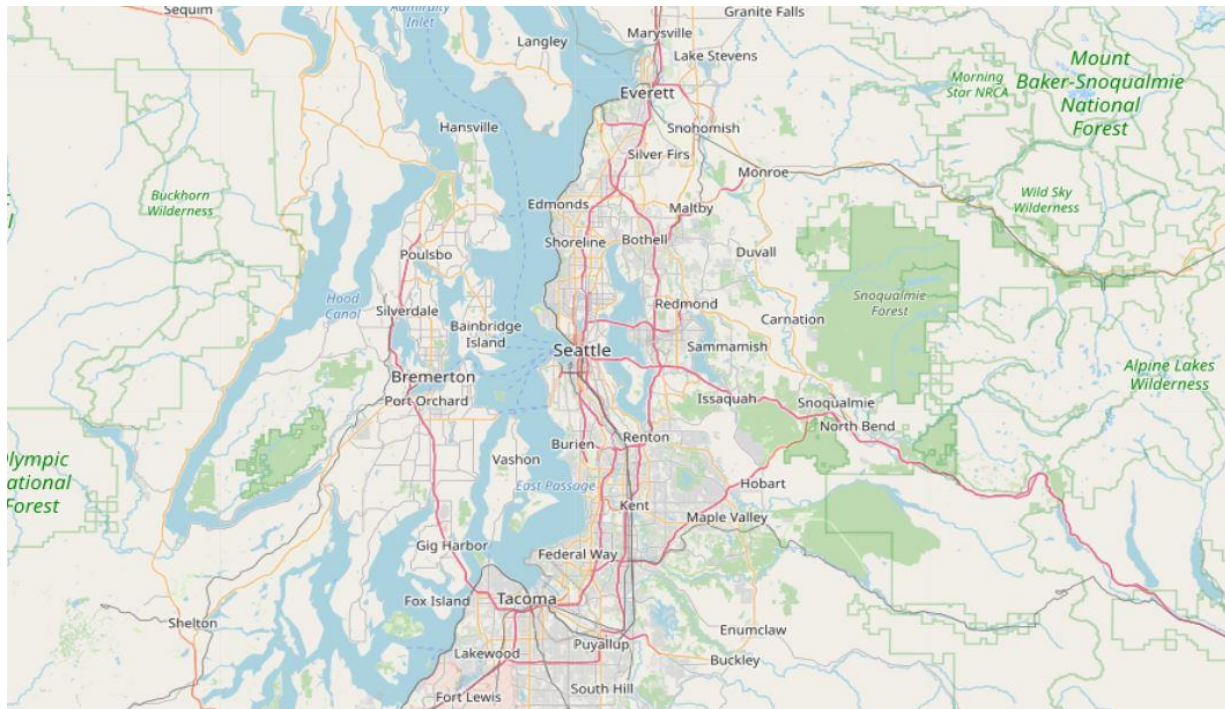 Sequim
Admiralty
Inlet
Granite Falls
Langley
Marysville
Lake Stevens
Mount
Baker-Snoqualmie
National
Forest
Morning
Star NRCA
Everett
Hansville
Snohomish
Silver Firs
Monroe
Buckhorn
Wilderness
Wild Sky
Wilderness
Edmonds
Maltby
Shoreline
Bothell
Poulsbo
Duvall
Hood
Canal
Silverdale
Redmond
Snoqualmie
Forest
Bainbridge
Island
Carnation
Seattle
Sammamish
Alpine Lakes
Wilderness
Bremerton
Port Orchard
Issaquah
Snoqualmie
North Bend
Burien
Renton
Vashon
East Passage
Olympic
National
Forest
Hobart
Kent
Maple Valley
Gig Harbor
Federal Way
Fox Island
Tacoma
Shelton
Enumclaw
Puyallup
Lakewood
Buckley
Fort Lewis
South Hill